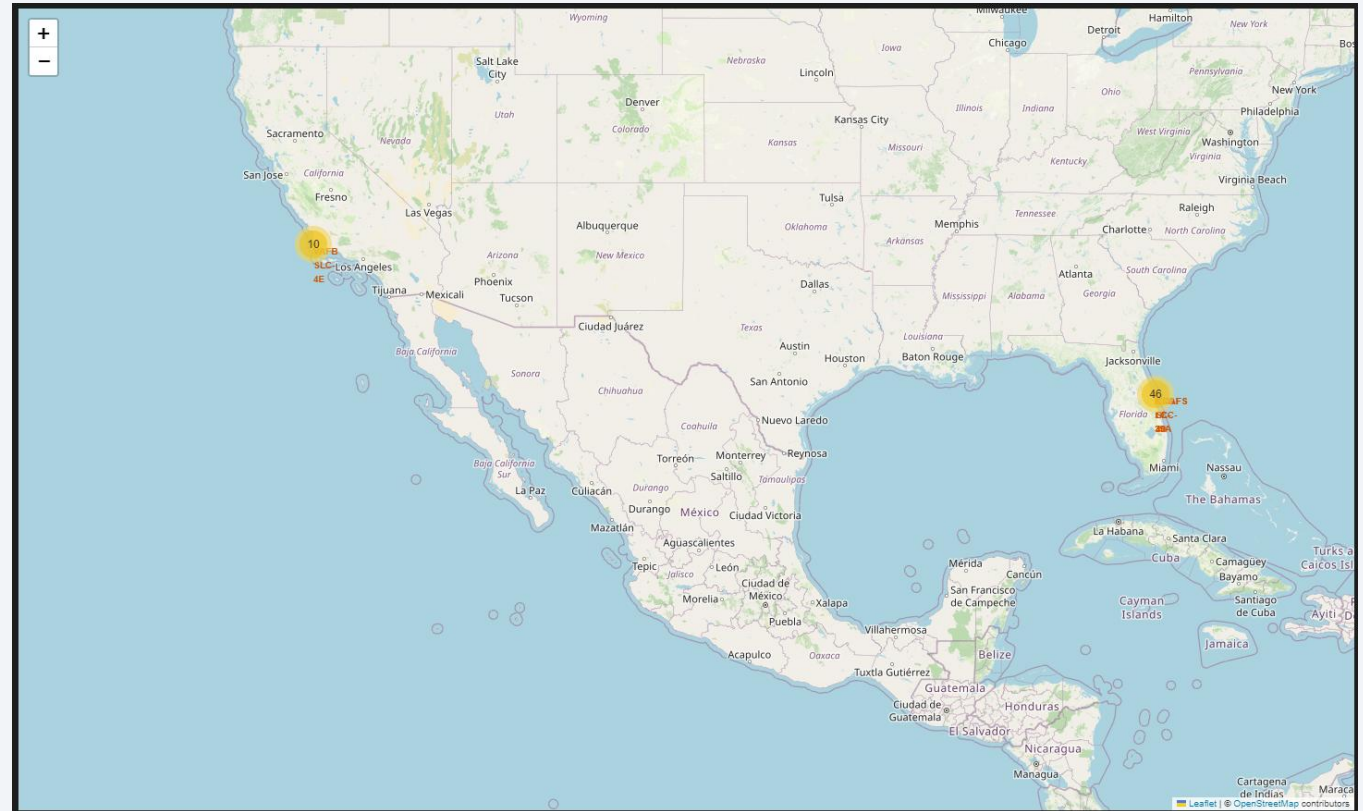 +
−
Wyoming
Milwaukee
Hamilton
New York
Detroit
Chicago
Iowa
Nebraska
Salt Lake
City
Lincoln
Pennsylvania
New York
Denver
Ohio
Utah
Illinois
Indiana
Philadelphia
Kansas City
Colorado
Sacramento
Nevada
West Virginia
Washington
Kansas
Missouri
Virginia
Kentucky
San Jose
California
Virginia Beach
Fresno
Las Vegas
Tulsa
Raleigh
Tennessee
Albuquerque
Oklahoma
Memphis
Charlotte
North Carolina
Arkansas
10
Arizona
New Mexico
SLC-
4E
Los Angeles
Atlanta
South Carolina
Phoenix
Dallas
Tijuana
Mexicali
Tucson
Mississippi
Alabama
Georgia
Ciudad Juárez
Texas
Louisiana
Austin
Baja California
Houston
Baton Rouge
Jacksonville
Sonora
San Antonio
Chihuahua
46
Florida
Nuevo Laredo
Coahuila
Torreón
Monterrey
Reynosa
Baja California
Sur
Saltillo
Tamaulipas
Miami
Nassau
La Paz
Culiacán
Durango
The Bahamas
Durango
México
Ciudad Victoria
Mazatlán
La Habana
Santa Clara
Aguascalientes
Turks a
Caicos Isl
Cuba
Camagüey
Tepic
Jalisco
León
Mérida
Cancún
Bayamo
Ciudad de
México
San Francisco
de Campeche
Morelia
Xalapa
Cayman
Islands
Santiago
de Cuba
Ayiti
Puebla
Villahermosa
Jamaica
Acapulco
Oaxaca
Belize
Tuxtla Gutiérrez
Guatemala
Ciudad de
Guatemala
Honduras
El Salvador
Nicaragua
Managua
Cartagena
de Indias
Maraca
Leaflet | © OpenStreetMap contributors